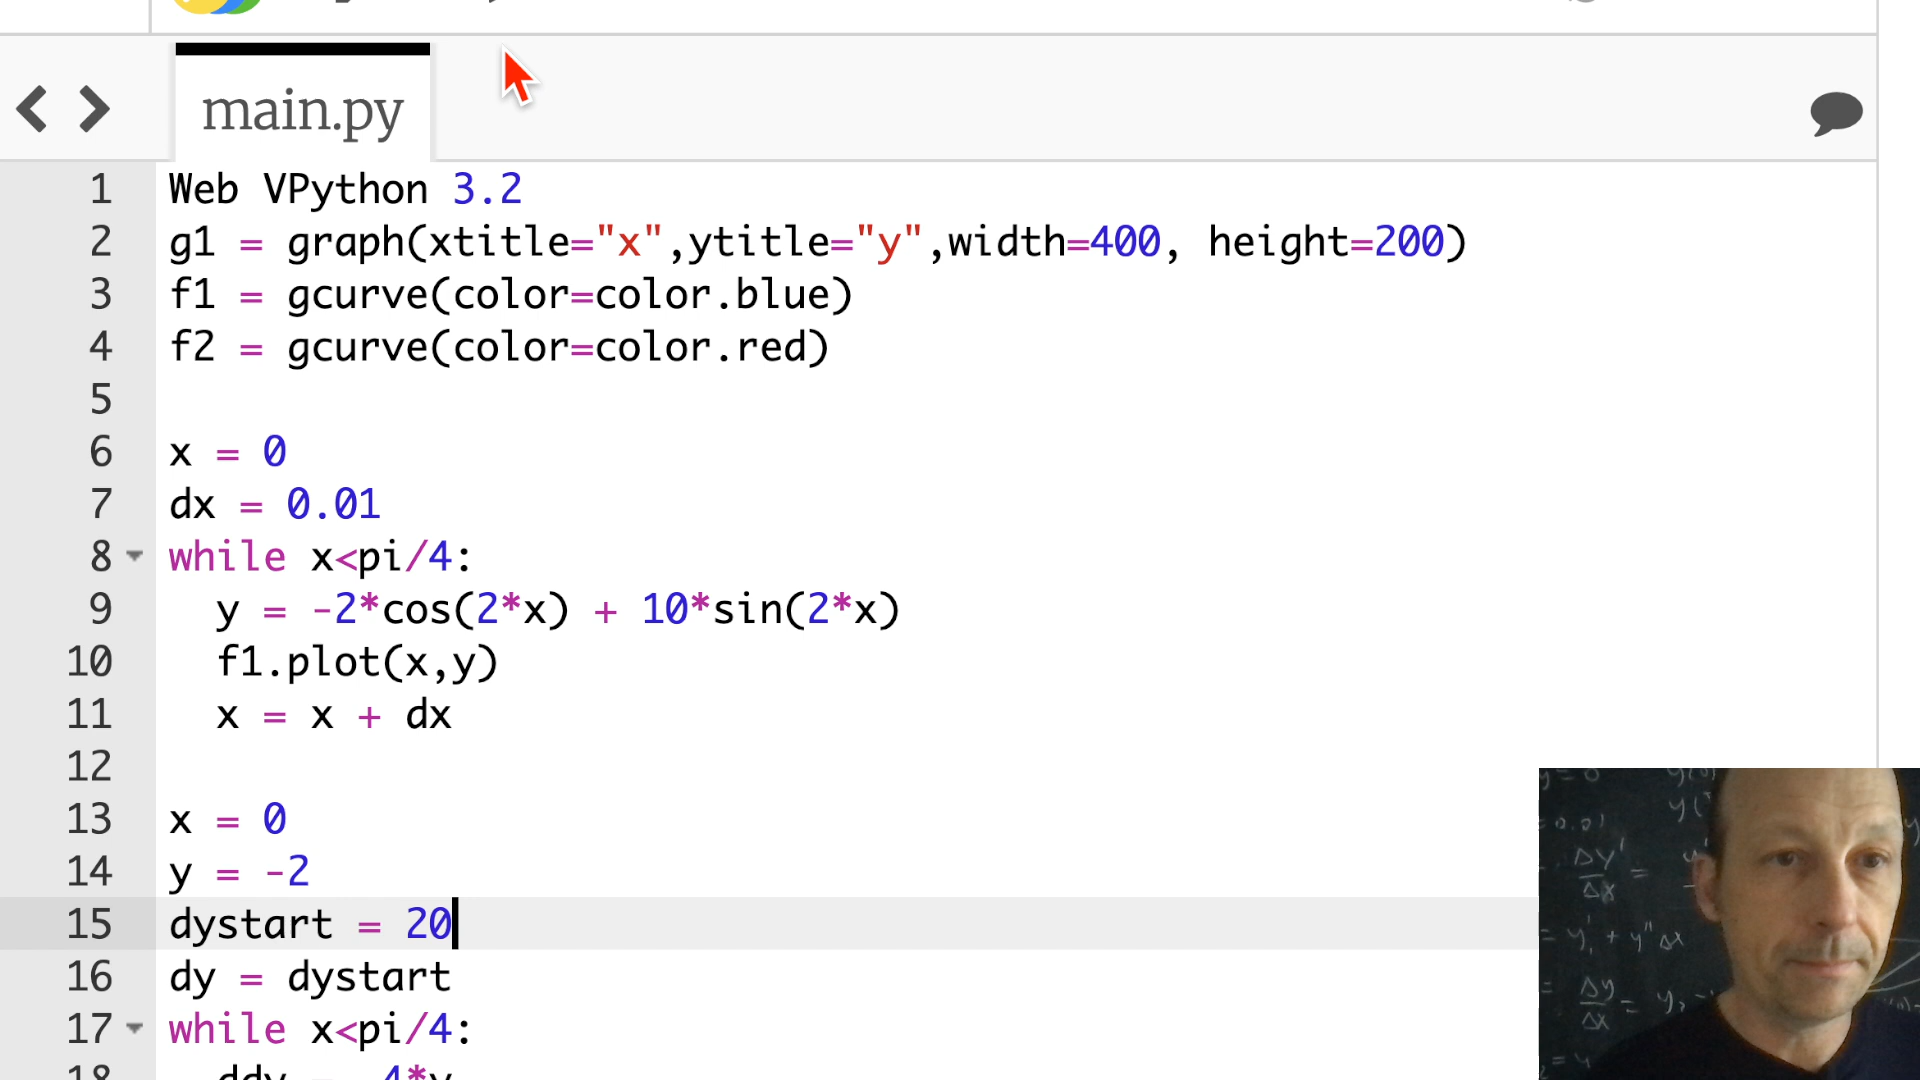 main.py
1 Web VPython 3.2
2 g1 = graph(xtitle="x",ytitle="y",width=400, height=200)
3 f1 = gcurve(color=color.blue)
4 f2 = gcurve(color=color.red)
5
6 x = 0
7 dx = 0.01
8 while x<pi/4:
9 y = -2*cos(2*x) + 10*sin(2*x)
10 f1.plot(x,y)
11 x = x + dx
12
13 x = 0
14 y = -2
15 dystart = 20
16 dy = dystart
17 while x<pi/4: